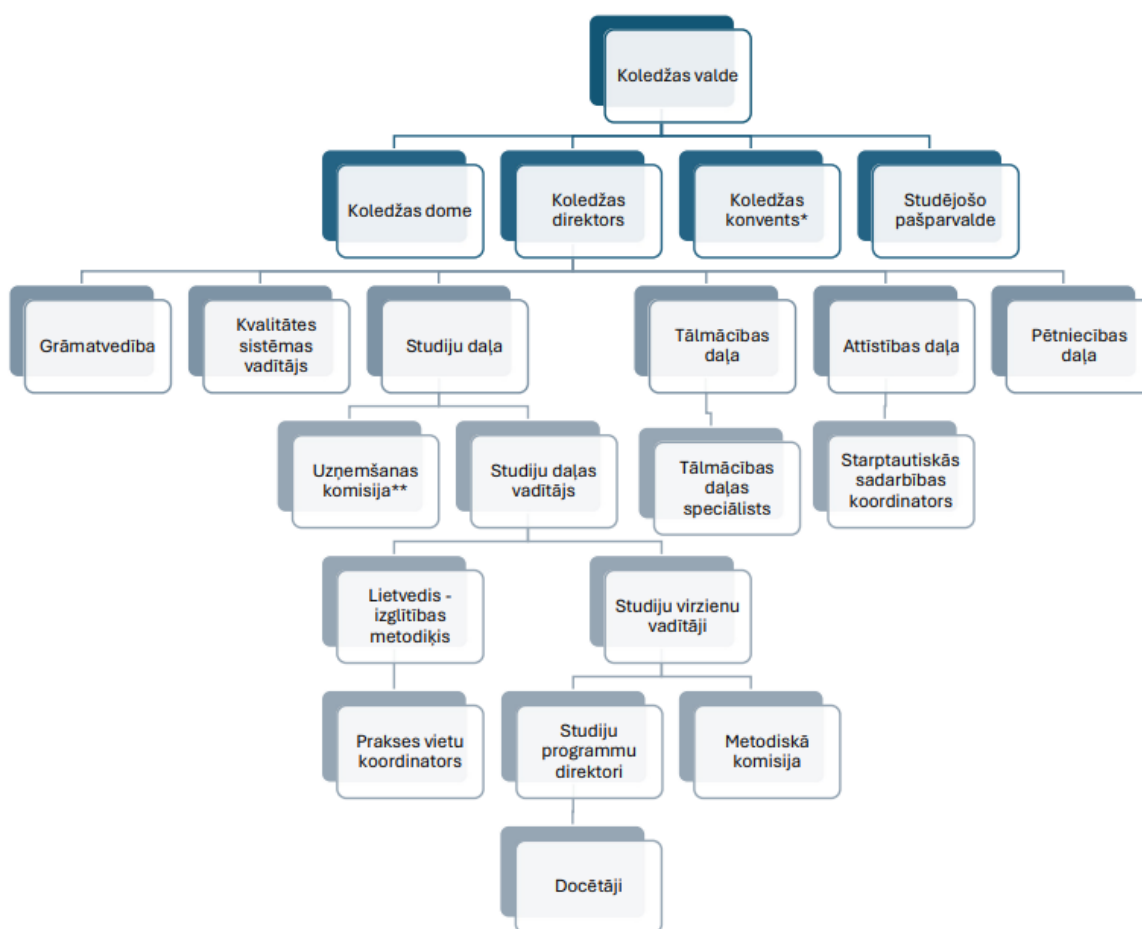 Koledžas valde
Koledžas dome
Koledžas
direktors
Koledžas
konvents*
Studējošo
pašparvalde
Grāmatvedība
Kvalitātes
sistēmas
vadītājs
Studiju daļa
Tālmācības
daļa
Attīstības daļa
Pētniecības
daļa
Uzņemšanas
komisija**
Studiju daļas
vadītājs
Tālmācības
daļas
speciālists
Starptautiskās
sadarbības
koordinators
Lietvedis -
izglītības
metodiķis
Studiju virzienu
vadītāji
Prakses vietu
koordinators
Studiju
programmu
direktori
Metodiskā
komisija
Docētāji